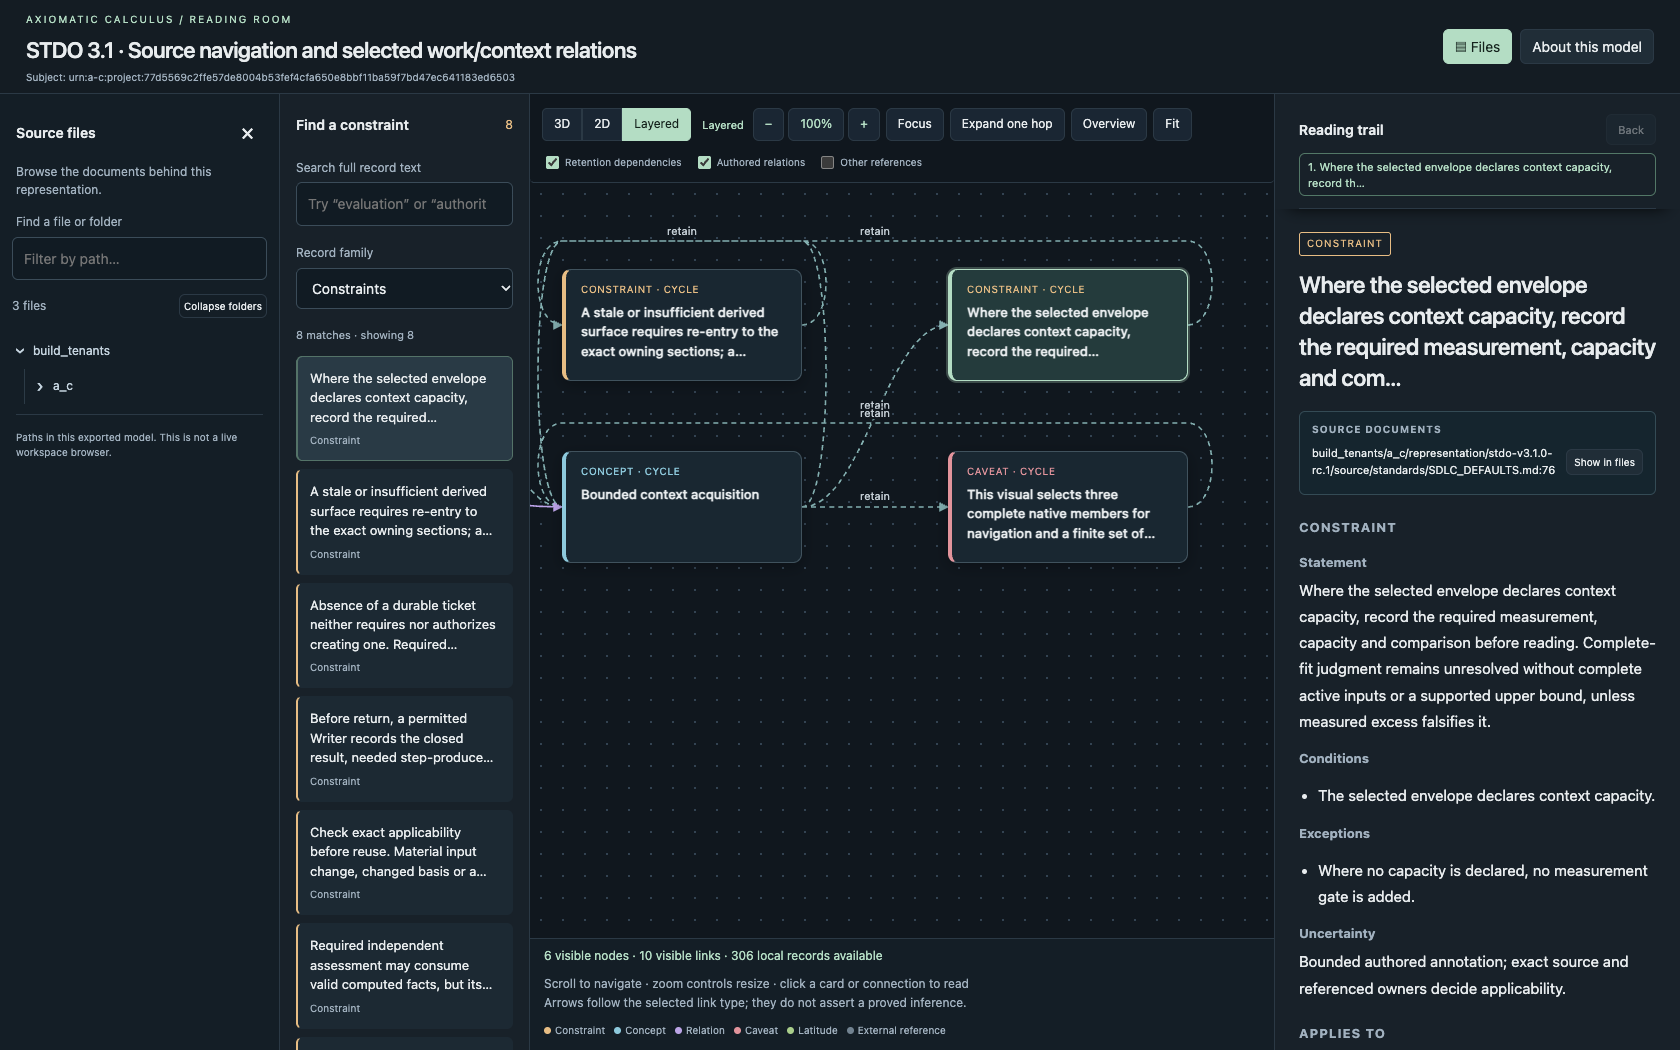 AXIOMATIC CALCULUS / READING ROOM
STDO 3.1 · Source navigation and selected work/context relations
Subject: urn:a-c:project:77d5569c2ffe57de8004b53fef4cfa650e8bbf11ba59f7bd47ec641183ed6503
Files
About this model
Source files
Browse the documents behind this
representation.
Find a file or folder
Filter by path...
3 files
Collapse folders
build_tenants
a_c
Paths in this exported model. This is not a live
workspace browser.
Find a constraint
8
Search full record text
Try “evaluation” or “authorit
Record family
Constraints
8 matches · showing 8
Where the selected envelope
declares context capacity,
record the required...
Constraint
A stale or insufficient derived
surface requires re-entry to
the exact owning sections; a...
Constraint
Absence of a durable ticket
neither requires nor authorizes
creating one. Required...
Constraint
Before return, a permitted
Writer records the closed
result, needed step-produce...
Constraint
Check exact applicability
before reuse. Material input
change, changed basis or a...
Constraint
Required independent
assessment may consume
valid computed facts, but its...
Constraint
3D
2D
Layered
Layered
−
100%
+
Focus
Expand one hop
Overview
Fit
Retention dependencies
Authored relations
Other references
retain
retain
CONSTRAINT · CYCLE
A stale or insufficient derived
surface requires re-entry to the
exact owning sections; a...
CONSTRAINT · CYCLE
Where the selected envelope
declares context capacity,
record the required...
retain
retain
CONCEPT · CYCLE
Bounded context acquisition
retain
CAVEAT · CYCLE
This visual selects three
complete native members for
navigation and a finite set of...
6 visible nodes · 10 visible links · 306 local records available
Scroll to navigate · zoom controls resize · click a card or connection to read
Arrows follow the selected link type; they do not assert a proved inference.
Constraint
Concept
Relation
Caveat
Latitude
External reference
Reading trail
Back
1. Where the selected envelope declares context capacity,
record th...
CONSTRAINT
Where the selected envelope
declares context capacity, record
the required measurement, capacity
and com...
SOURCE DOCUMENTS
build_tenants/a_c/representation/stdo-v3.1.0-
rc.1/source/standards/SDLC_DEFAULTS.md:76
Show in files
CONSTRAINT
Statement
Where the selected envelope declares context
capacity, record the required measurement,
capacity and comparison before reading. Complete-
fit judgment remains unresolved without complete
active inputs or a supported upper bound, unless
measured excess falsifies it.
Conditions
• The selected envelope declares context capacity.
Exceptions
• Where no capacity is declared, no measurement
gate is added.
Uncertainty
Bounded authored annotation; exact source and
referenced owners decide applicability.
APPLIES TO